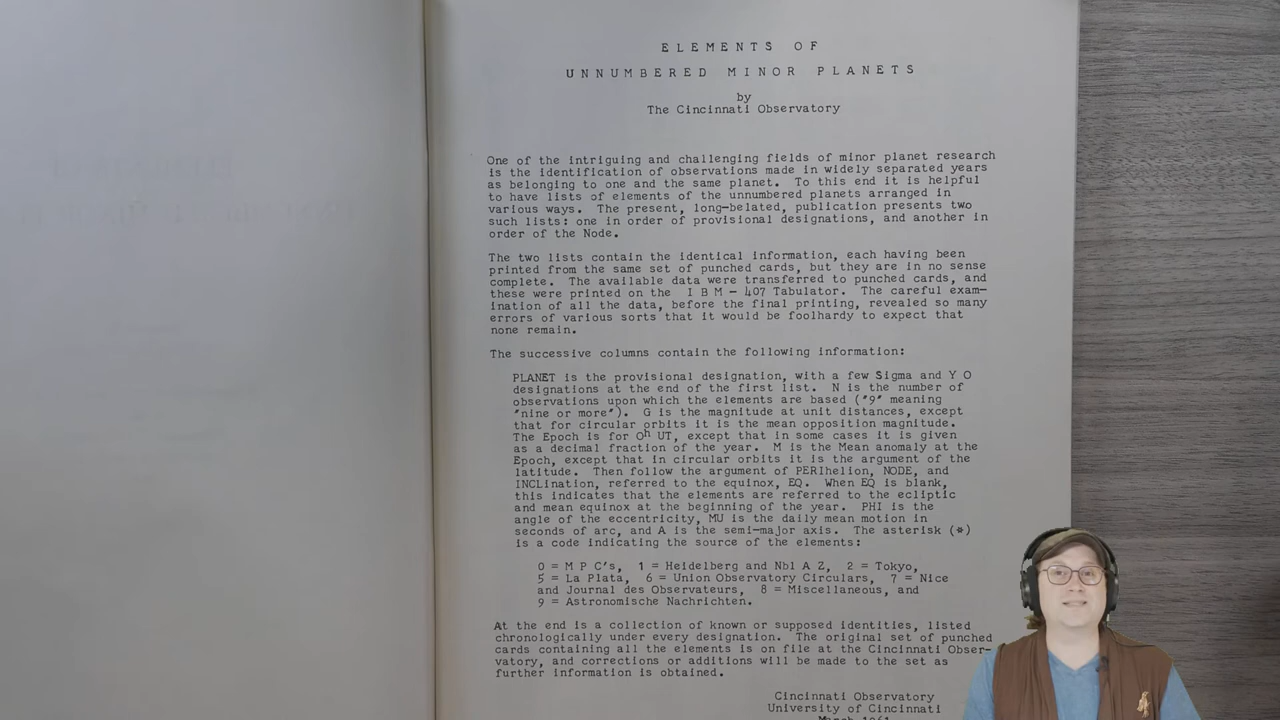 ELEMENTS OF
UNNUMBERED MINOR PLANETS
by
The Cincinnati Observatory
One of the intriguing and challenging fields of minor planet research
is the identification of observations made in widely separated years
as belonging to one and the same planet. To this end it is helpful
to have lists of elements of the unnumbered planets arranged in
various ways. The present, long-belated, publication presents two
such lists: one in order of provisional designations, and another in
order of the Node.
The two lists contain the identical information, each having been
printed from the same set of punched cards, but they are in no sense
complete. The available data were transferred to punched cards, and
these were printed on the I B M - 407 Tabulator. The careful exam-
ination of all the data, before the final printing, revealed so many
errors of various sorts that it would be foolhardy to expect that
none remain.
The successive columns contain the following information:
PLANET is the provisional designation, with a few Sigma and Y O
designations at the end of the first list. N is the number of
observations upon which the elements are based ("9" meaning
"nine or more"). G is the magnitude at unit distances, except
that for circular orbits it is the mean opposition magnitude.
The Epoch is for 0h UT, except that in some cases it is given
as a decimal fraction of the year. M is the Mean anomaly at the
Epoch, except that in circular orbits it is the argument of the
latitude. Then follow the argument of PERIhelion, NODE, and
INCLination, referred to the equinox, EQ. When EQ is blank,
this indicates that the elements are referred to the ecliptic
and mean equinox at the beginning of the year. PHI is the
angle of the eccentricity, MU is the daily mean motion in
seconds of arc, and A is the semi-major axis. The asterisk (*)
is a code indicating the source of the elements:
0 = M P C's, 1 = Heidelberg and Nbl A Z, 2 = Tokyo,
5 = La Plata, 6 = Union Observatory Circulars, 7 = Nice
and Journal des Observateurs, 8 = Miscellaneous, and
9 = Astronomische Nachrichten.
At the end is a collection of known or supposed identities, listed
chronologically under every designation. The original set of punched
cards containing all the elements is on file at the Cincinnati Obser-
vatory, and corrections or additions will be made to the set as
further information is obtained.
Cincinnati Observatory
University of Cincinnati
March 1961